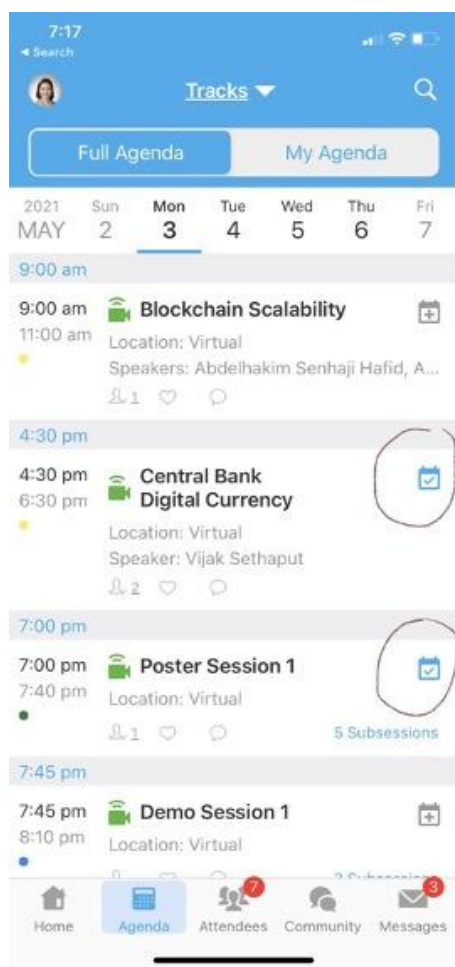 7:17
Search
Tracks
Full Agenda
My Agenda
2021 Sun Mon Tue Wed Thu Fri
MAY 2 3 4 5 6 7
9:00 am
9:00 am Blockchain Scalability
11:00 am Location: Virtual
Speakers: Abdelhakim Senhaji Hafid, A...
1
4:30 pm
4:30 pm Central Bank
6:30 pm Digital Currency
Location: Virtual
Speaker: Vijak Sethaput
2
7:00 pm
7:00 pm Poster Session 1
7:40 pm Location: Virtual
1 5 Subsessions
7:45 pm
7:45 pm Demo Session 1
8:10 pm Location: Virtual
7 3
Home Agenda Attendees Community Messages